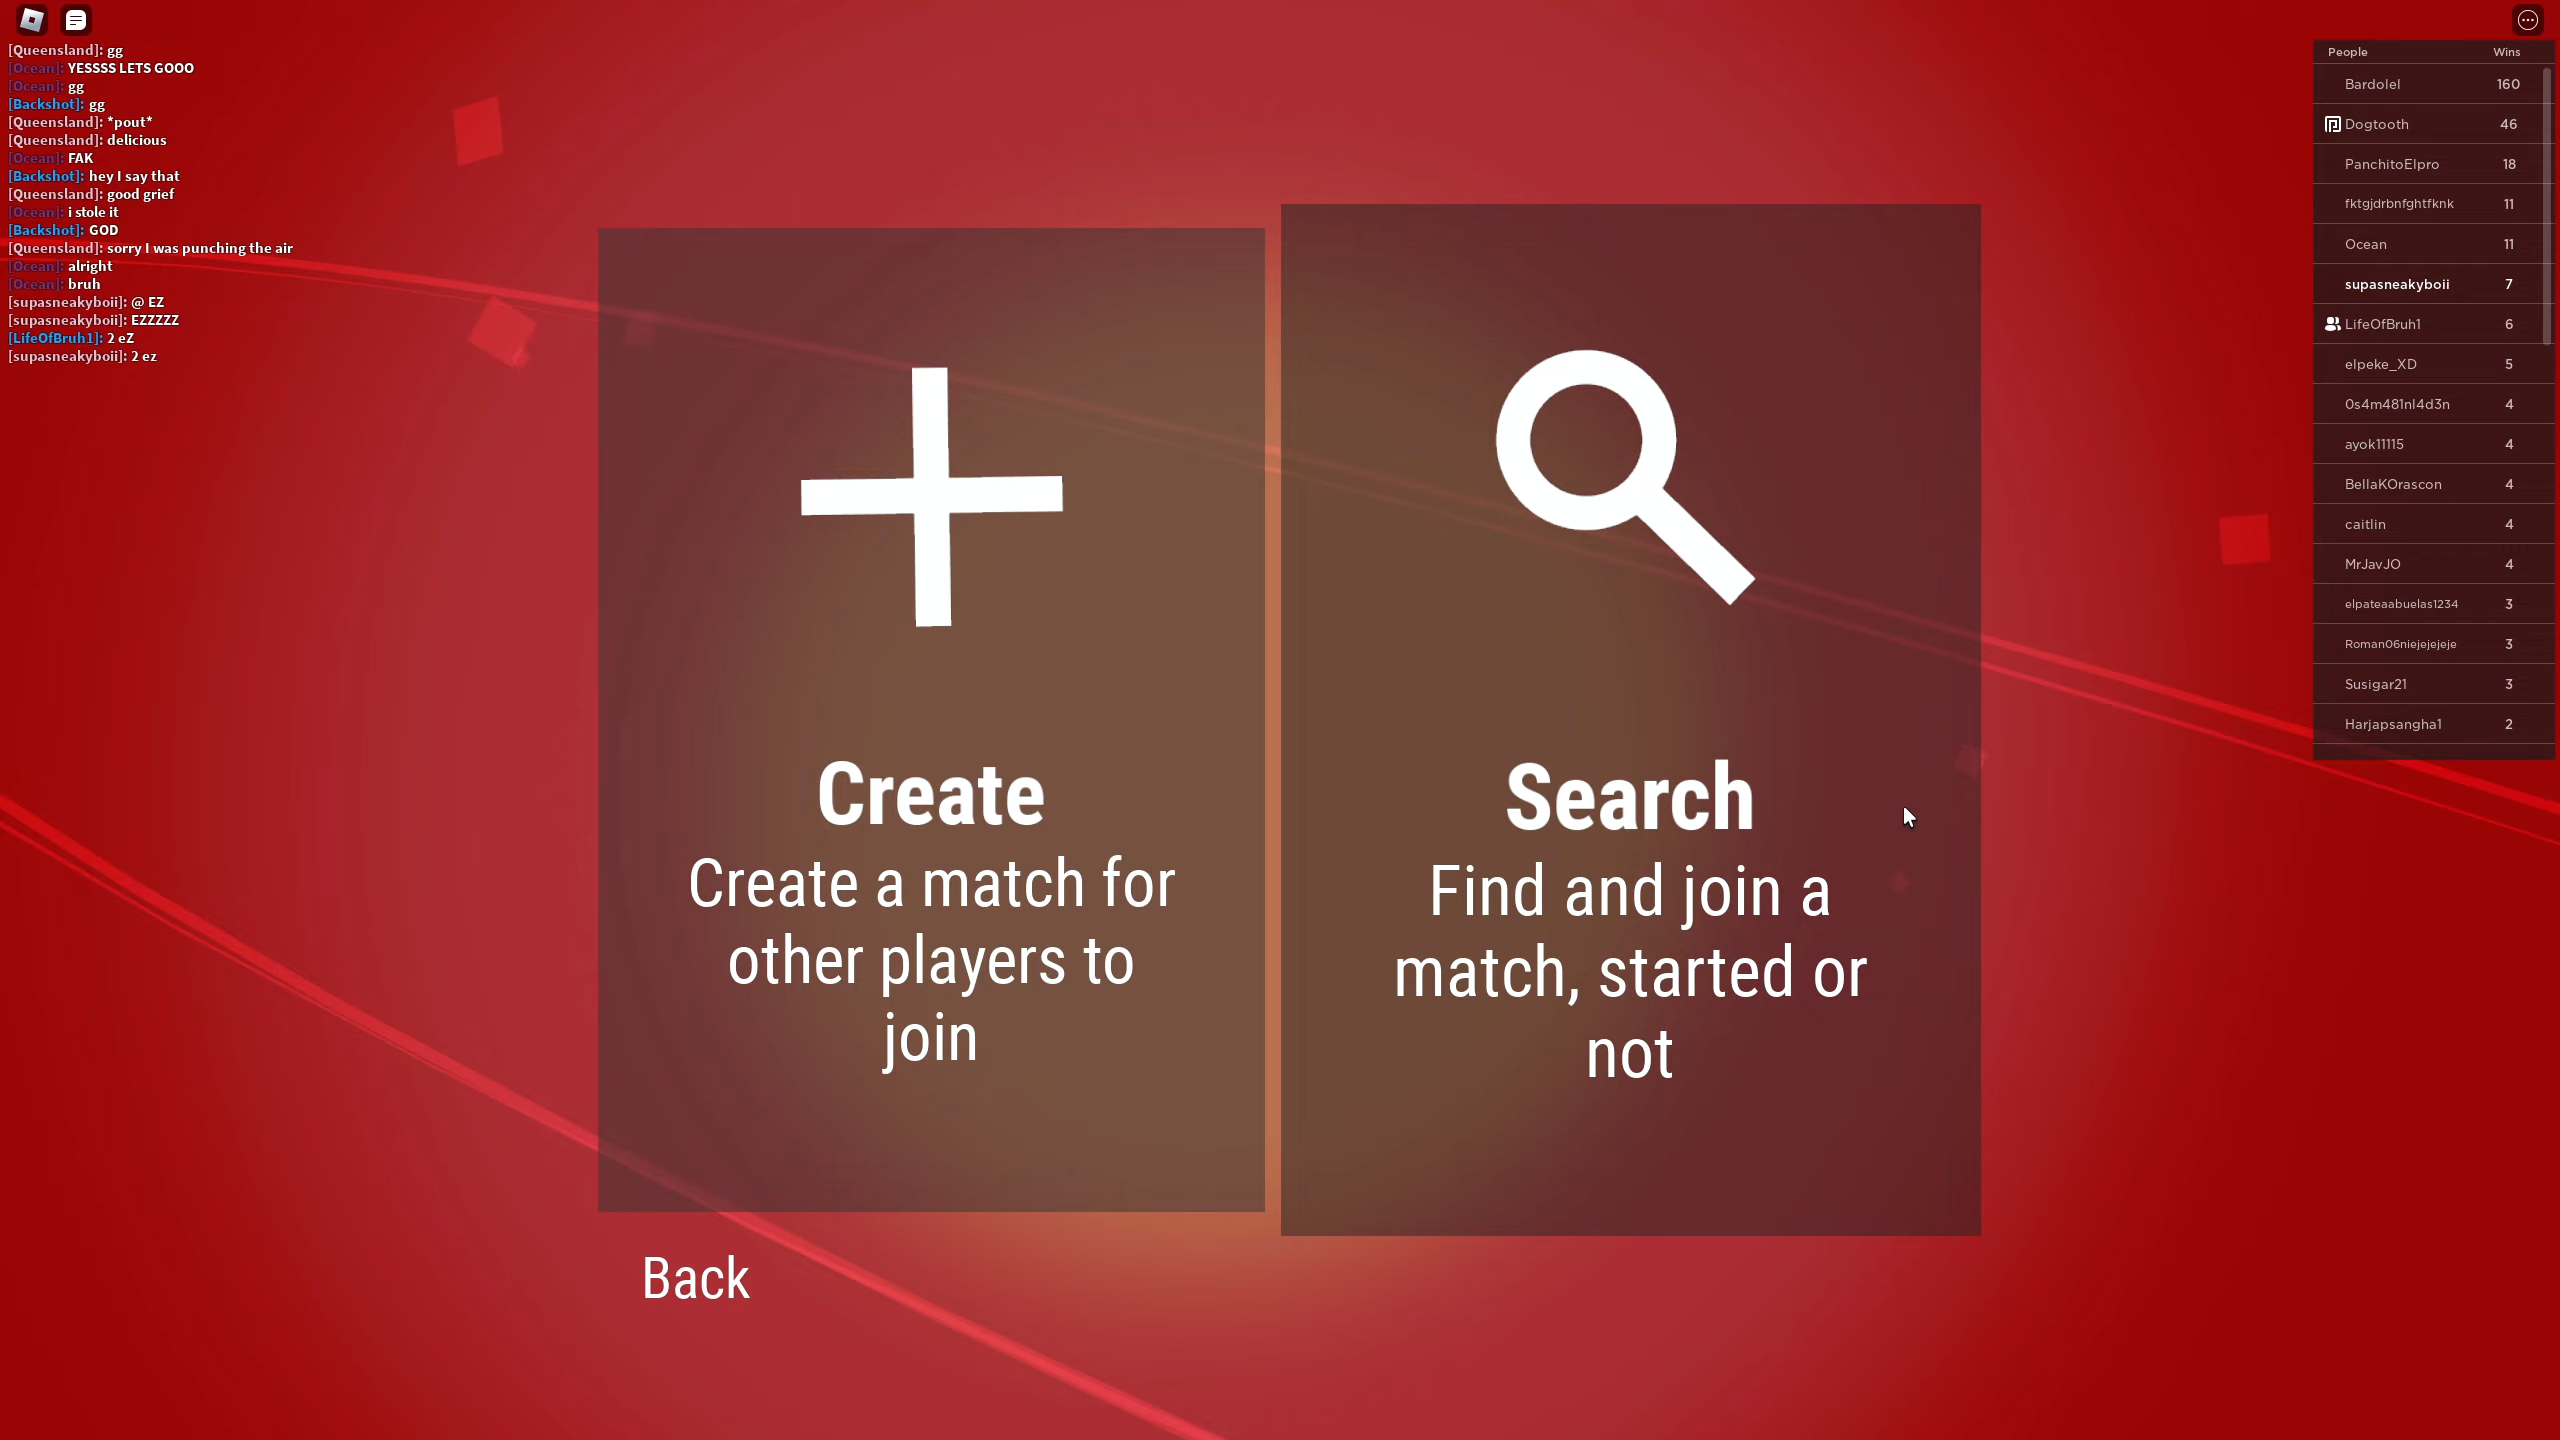 [Queensland]: gg
[Ocean]: YESSSS LETS GOOO
[Ocean]: gg
[Backshot]: gg
[Queensland]: *pout*
[Queensland]: delicious
[Ocean]: FAK
[Backshot]: hey I say that
[Queensland]: good grief
[Ocean]: i stole it
[Backshot]: GOD
[Queensland]: sorry I was punching the air
[Ocean]: alright
[Ocean]: bruh
[supasneakyboii]: @ EZ
[supasneakyboii]: EZZZZZ
[LifeOfBruh1]: 2 eZ
[supasneakyboii]: 2 ez
Create
Create a match for
other players to
join
Search
Find and join a
match, started or
not
Back
People Wins
Bardolel 160
Dogtooth 46
PanchitoElpro 18
fktgjdrbnfghtfknk 11
Ocean 11
supasneakyboii 7
LifeOfBruh1 6
elpeke_XD 5
0s4m481nl4d3n 4
ayok11115 4
BellaKOrascon 4
caitlin 4
MrJavJO 4
elpateaabuelas1234 3
Roman06niejejejeje 3
Susigar21 3
Harjapsangha1 2